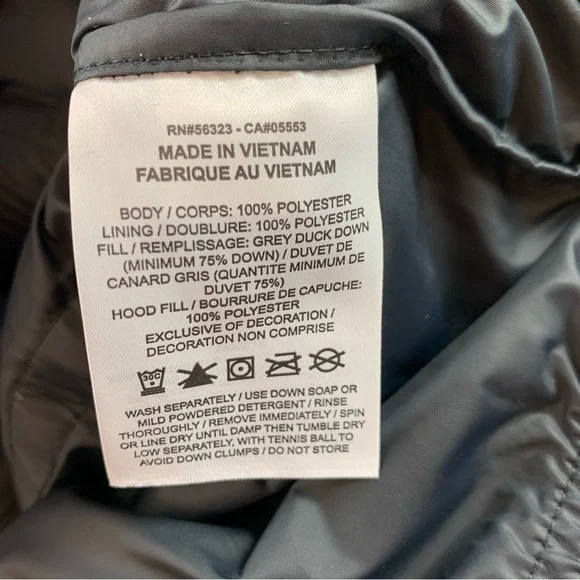 RN#56323 - CA#05553
MADE IN VIETNAM
FABRIQUE AU VIETNAM
BODY / CORPS: 100% POLYESTER
LINING / DOUBLURE: 100% POLYESTER
FILL / REMPLISSAGE: GREY DUCK DOWN
(MINIMUM 75% DOWN) / DUVET DE
CANARD GRIS (QUANTITE MINIMUM DE
DUVET 75%)
HOOD FILL / BOURRURE DE CAPUCHE:
100% POLYESTER
EXCLUSIVE OF DECORATION /
DECORATION NON COMPRISE
30C
WASH SEPARATELY / USE DOWN SOAP OR
MILD POWDERED DETERGENT / RINSE
THOROUGHLY / REMOVE IMMEDIATELY / SPIN
OR LINE DRY UNTIL DAMP THEN TUMBLE DRY
LOW SEPARATELY, WITH TENNIS BALL TO
AVOID DOWN CLUMPS / DO NOT STORE